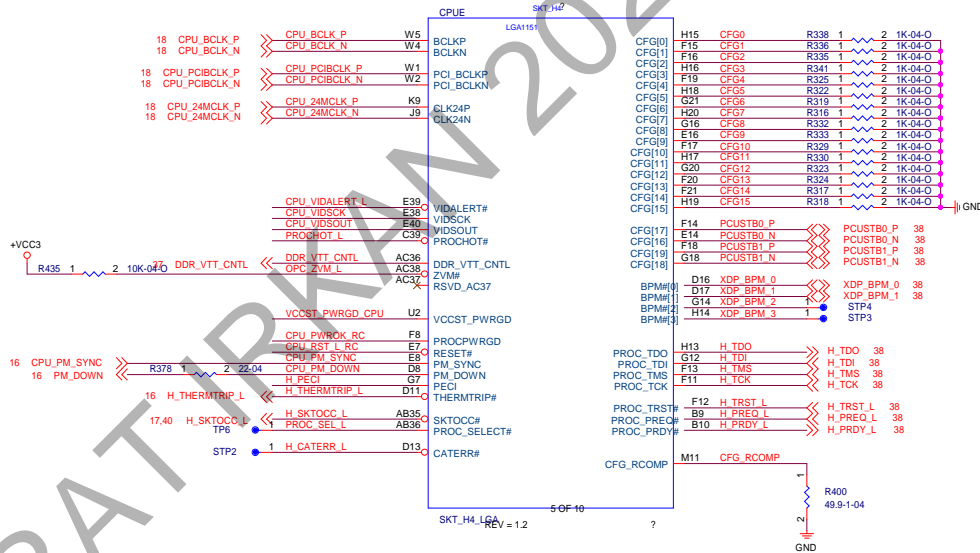 CPUE
SKT_H4
?
LGA1151
18 CPU_BCLK_P CPU_BCLK_P W5 BCLKP
18 CPU_BCLK_N CPU_BCLK_N W4 BCLKN
18 CPU_PCIBCLK_P CPU_PCIBCLK_P W1 PCI_BCLKP
18 CPU_PCIBCLK_N CPU_PCIBCLK_N W2 PCI_BCLKN
18 CPU_24MCLK_P CPU_24MCLK_P K9 CLK24P
18 CPU_24MCLK_N CPU_24MCLK_N J9 CLK24N
CPU_VIDALERT_L E39 VIDALERT#
CPU_VIDSCK E38 VIDSCK
CPU_VIDSOUT E40 VIDSOUT
PROCHOT_L C39 PROCHOT#
+VCC3
R435 1 2 10K-04-O
37 DDR_VTT_CNTL DDR_VTT_CNTL AC36 DDR_VTT_CNTL
OPC_ZVM_L AC38 ZVM#
AC37 RSVD_AC37
VCCST_PWRGD_CPU U2 VCCST_PWRGD
CPU_PWROK_RC F8 PROCPWRGD
CPU_RST_L_RC E7 RESET#
16 CPU_PM_SYNC CPU_PM_SYNC E8 PM_SYNC
16 PM_DOWN R378 1 2 22-04 CPU_PM_DOWN D8 PM_DOWN
H_PECI G7 PECI
16 H_THERMTRIP_L H_THERMTRIP_L D11 THERMTRIP#
17,40 H_SKTOCC_L H_SKTOCC_L AB35 SKTOCC#
TP6 1 PROC_SEL_L AB36 PROC_SELECT#
STP2 1 H_CATERR_L D13 CATERR#
CFG[0] H15 CFG0 R338 1 2 1K-04-O
CFG[1] F15 CFG1 R336 1 2 1K-04-O
CFG[2] F16 CFG2 R335 1 2 1K-04-O
CFG[3] H16 CFG3 R341 1 2 1K-04-O
CFG[4] F19 CFG4 R325 1 2 1K-04-O
CFG[5] H18 CFG5 R322 1 2 1K-04-O
CFG[6] G21 CFG6 R319 1 2 1K-04-O
CFG[7] H20 CFG7 R316 1 2 1K-04-O
CFG[8] G16 CFG8 R332 1 2 1K-04-O
CFG[9] E16 CFG9 R333 1 2 1K-04-O
CFG[10] F17 CFG10 R329 1 2 1K-04-O
CFG[11] H17 CFG11 R330 1 2 1K-04-O
CFG[12] G20 CFG12 R323 1 2 1K-04-O
CFG[13] F20 CFG13 R324 1 2 1K-04-O
CFG[14] F21 CFG14 R317 1 2 1K-04-O
CFG[15] H19 CFG15 R318 1 2 1K-04-O
GND
CFG[17] F14 PCUSTB0_P PCUSTB0_P 38
CFG[16] E14 PCUSTB0_N PCUSTB0_N 38
CFG[19] F18 PCUSTB1_P PCUSTB1_P 38
CFG[18] G18 PCUSTB1_N PCUSTB1_N 38
BPM#[0] D16 XDP_BPM_0 XDP_BPM_0 38
BPM#[1] D17 XDP_BPM_1 XDP_BPM_1 38
BPM#[2] G14 XDP_BPM_2 1 STP4
BPM#[3] H14 XDP_BPM_3 1 STP3
PROC_TDO H13 H_TDO H_TDO 38
PROC_TDI G12 H_TDI H_TDI 38
PROC_TMS F13 H_TMS H_TMS 38
PROC_TCK F11 H_TCK H_TCK 38
PROC_TRST# F12 H_TRST_L H_TRST_L 38
PROC_PREQ# B9 H_PREQ_L H_PREQ_L 38
PROC_PRDY# B10 H_PRDY_L H_PRDY_L 38
CFG_RCOMP M11 CFG_RCOMP
1
R400
49.9-1-04
2
GND
5 OF 10
SKT_H4_LGA
REV = 1.2
?
RAT IRKAN 202